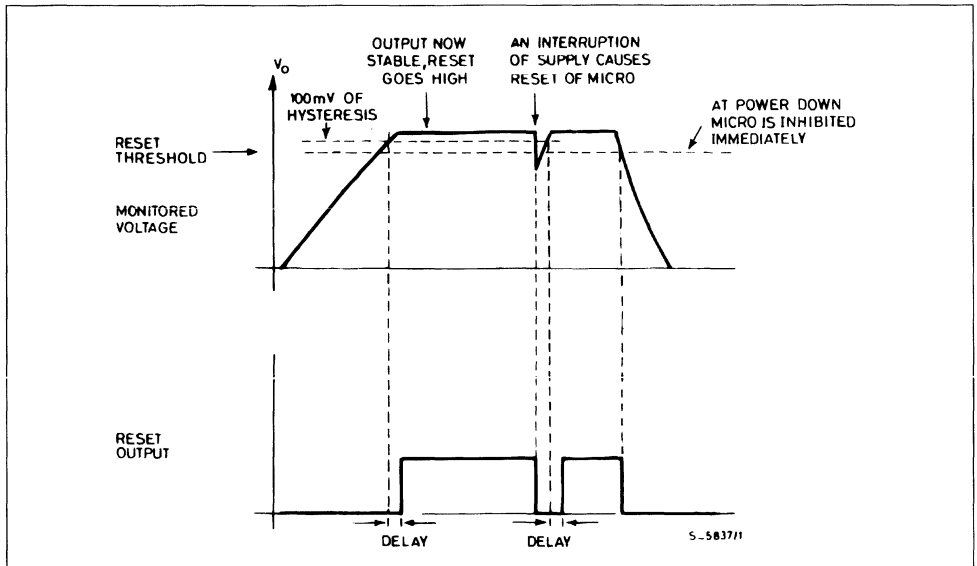 OUTPUT NOW
STABLE, RESET
GOES HIGH
AN INTERRUPTION
OF SUPPLY CAUSES
RESET OF MICRO
Vo
100mV OF
HYSTERESIS
AT POWER DOWN
MICRO IS INHIBITED
IMMEDIATELY
RESET
THRESHOLD
MONITORED
VOLTAGE
RESET
OUTPUT
DELAY
DELAY
S-5837/1